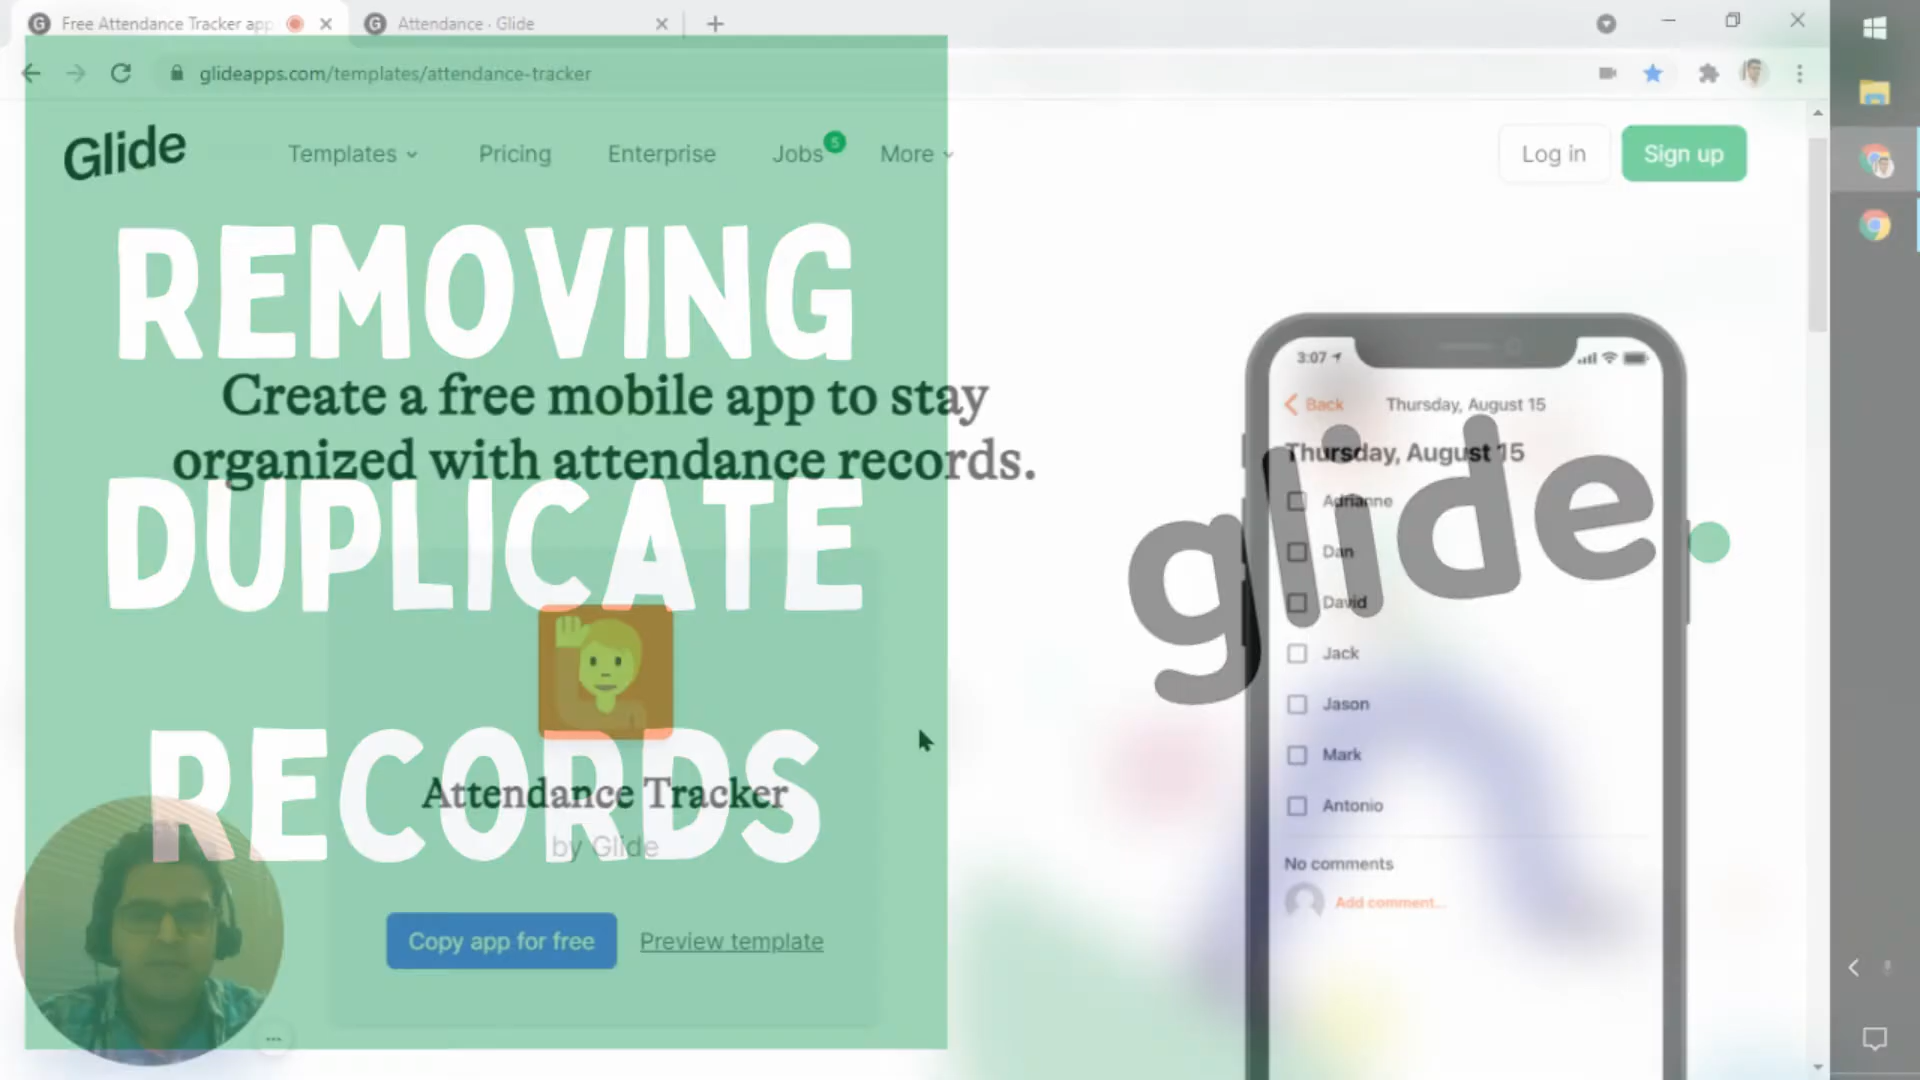 Free Attendance Tracker app
Attendance · Glide
glideapps.com/templates/attendance-tracker
Glide
Templates
Pricing
Enterprise
Jobs
5
More
Log in
Sign up
REMOVING
DUPLICATE
RECORDS
Create a free mobile app to stay
organized with attendance records.
Attendance Tracker
by Glide
Copy app for free
Preview template
glide
3:07
Back
Thursday, August 15
Thursday, August 15
Adrianne
Dan
David
Jack
Jason
Mark
Antonio
No comments
Add comment...